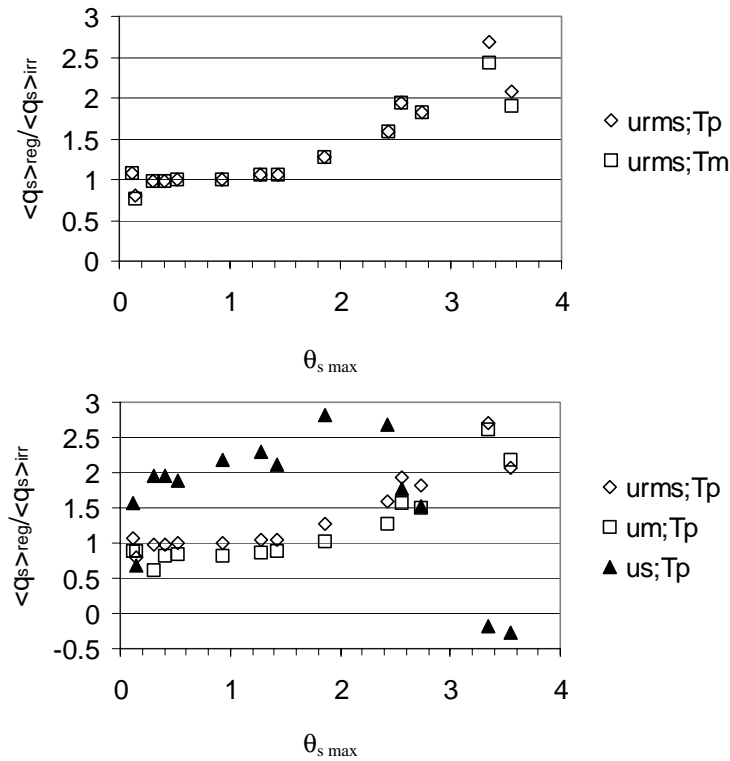 3
2.5
2
1.5
1
0.5
0
<qs>reg/<qs>irr
0 1 2 3 4
θs max
urms;Tp
urms;Tm
3
2.5
2
1.5
1
0.5
0
-0.5
<qs>reg/<qs>irr
0 1 2 3 4
θs max
urms;Tp
um;Tp
us;Tp